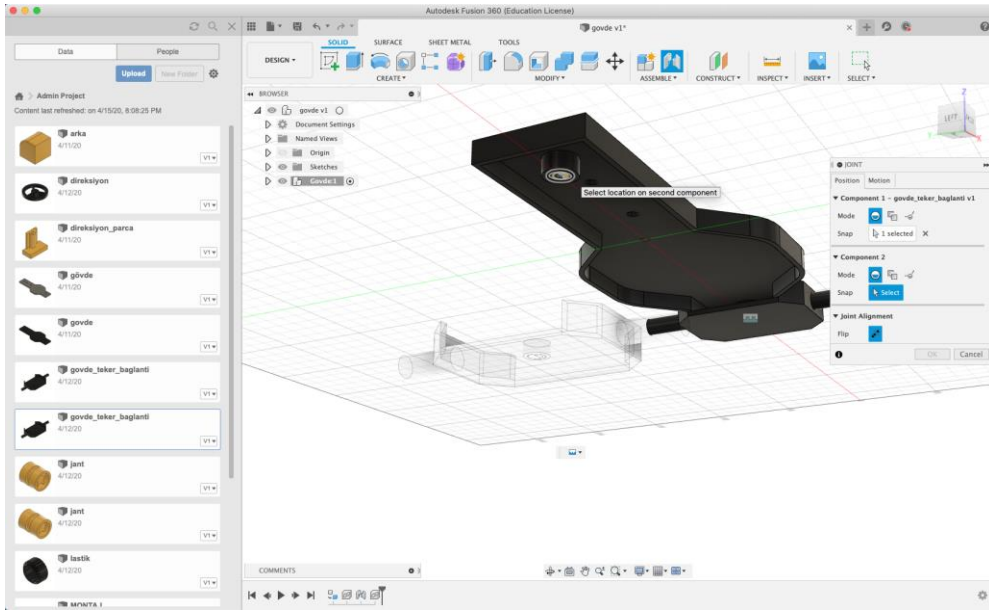 Autodesk Fusion 360 (Education License)
govde v1*
Data
People
Upload
New Folder
Admin Project
Content last refreshed: on 4/15/20, 8:08:25 PM
arka
4/11/20
V1
direksiyon
4/12/20
V1
direksiyon_parca
4/11/20
V1
gövde
4/11/20
V1
govde
4/11/20
V1
govde_teker_baglanti
4/12/20
V1
govde_teker_baglanti
4/12/20
V1
jant
4/12/20
V1
jant
4/12/20
V1
lastik
4/12/20
V1
MONTAJ
DESIGN
SOLID
SURFACE
SHEET METAL
TOOLS
CREATE
MODIFY
ASSEMBLE
CONSTRUCT
INSPECT
INSERT
SELECT
BROWSER
govde v1
Document Settings
Named Views
Origin
Sketches
Govde:1
Select location on second component
Z
LEFT
Y
JOINT
Position
Motion
Component 1 - govde_teker_baglanti v1
Mode
Snap
1 selected
Component 2
Mode
Snap
Select
Joint Alignment
Flip
OK
Cancel
COMMENTS